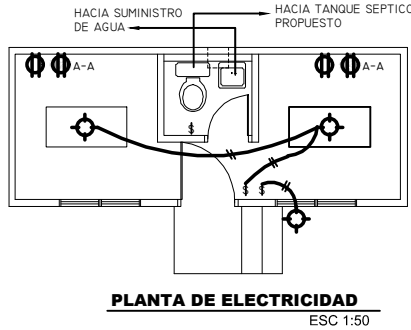 HACIA SUMINISTRO
DE AGUA
HACIA TANQUE SEPTICO
PROPUESTO
A-A
A-A
$
$ $
PLANTA DE ELECTRICIDAD
ESC 1:50